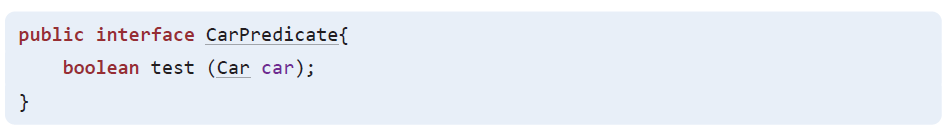 public interface CarPredicate{
    boolean test (Car car);
}